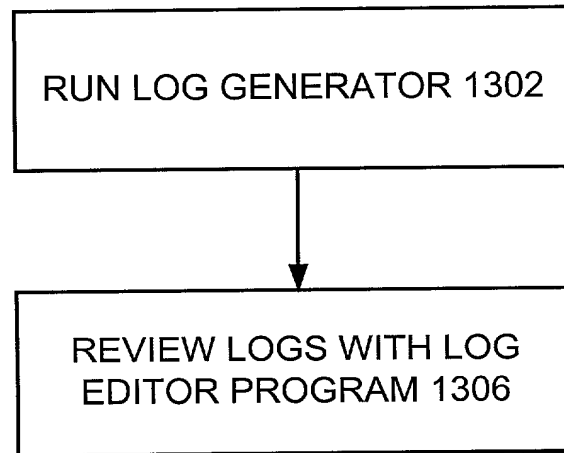 RUN LOG GENERATOR 1302
REVIEW LOGS WITH LOG
EDITOR PROGRAM 1306